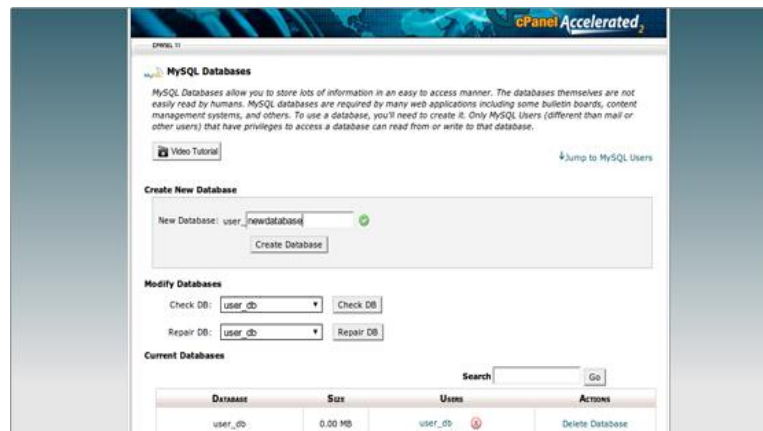 cPanel Accelerated 2
CPANEL 11
MySQL Databases
MySQL Databases allow you to store lots of information in an easy to access manner. The databases themselves are not
easily read by humans. MySQL databases are required by many web applications including some bulletin boards, content
management systems, and others. To use a database, you'll need to create it. Only MySQL Users (different than mail or
other users) that have privileges to access a database can read from or write to that database.
Video Tutorial
Jump to MySQL Users
Create New Database
New Database: user_ newdatabase
Create Database
Modify Databases
Check DB: user_db Check DB
Repair DB: user_db Repair DB
Current Databases
Search Go
DATABASE SIZE USERS ACTIONS
user_db 0.00 MB user_db Delete Database